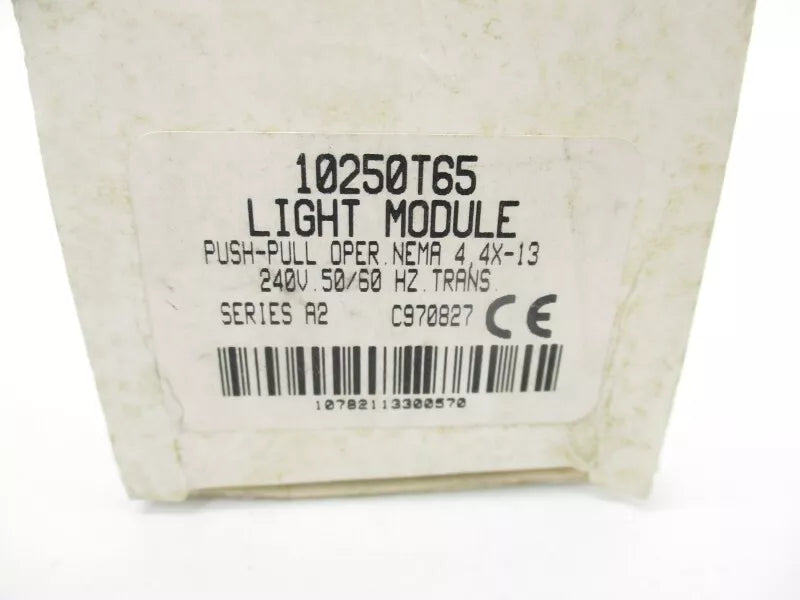 10250T65
LIGHT MODULE
PUSH-PULL OPER.NEMA 4,4X-13
240V.50/60 HZ.TRANS.
SERIES A2 C970827 CE
10782113300570